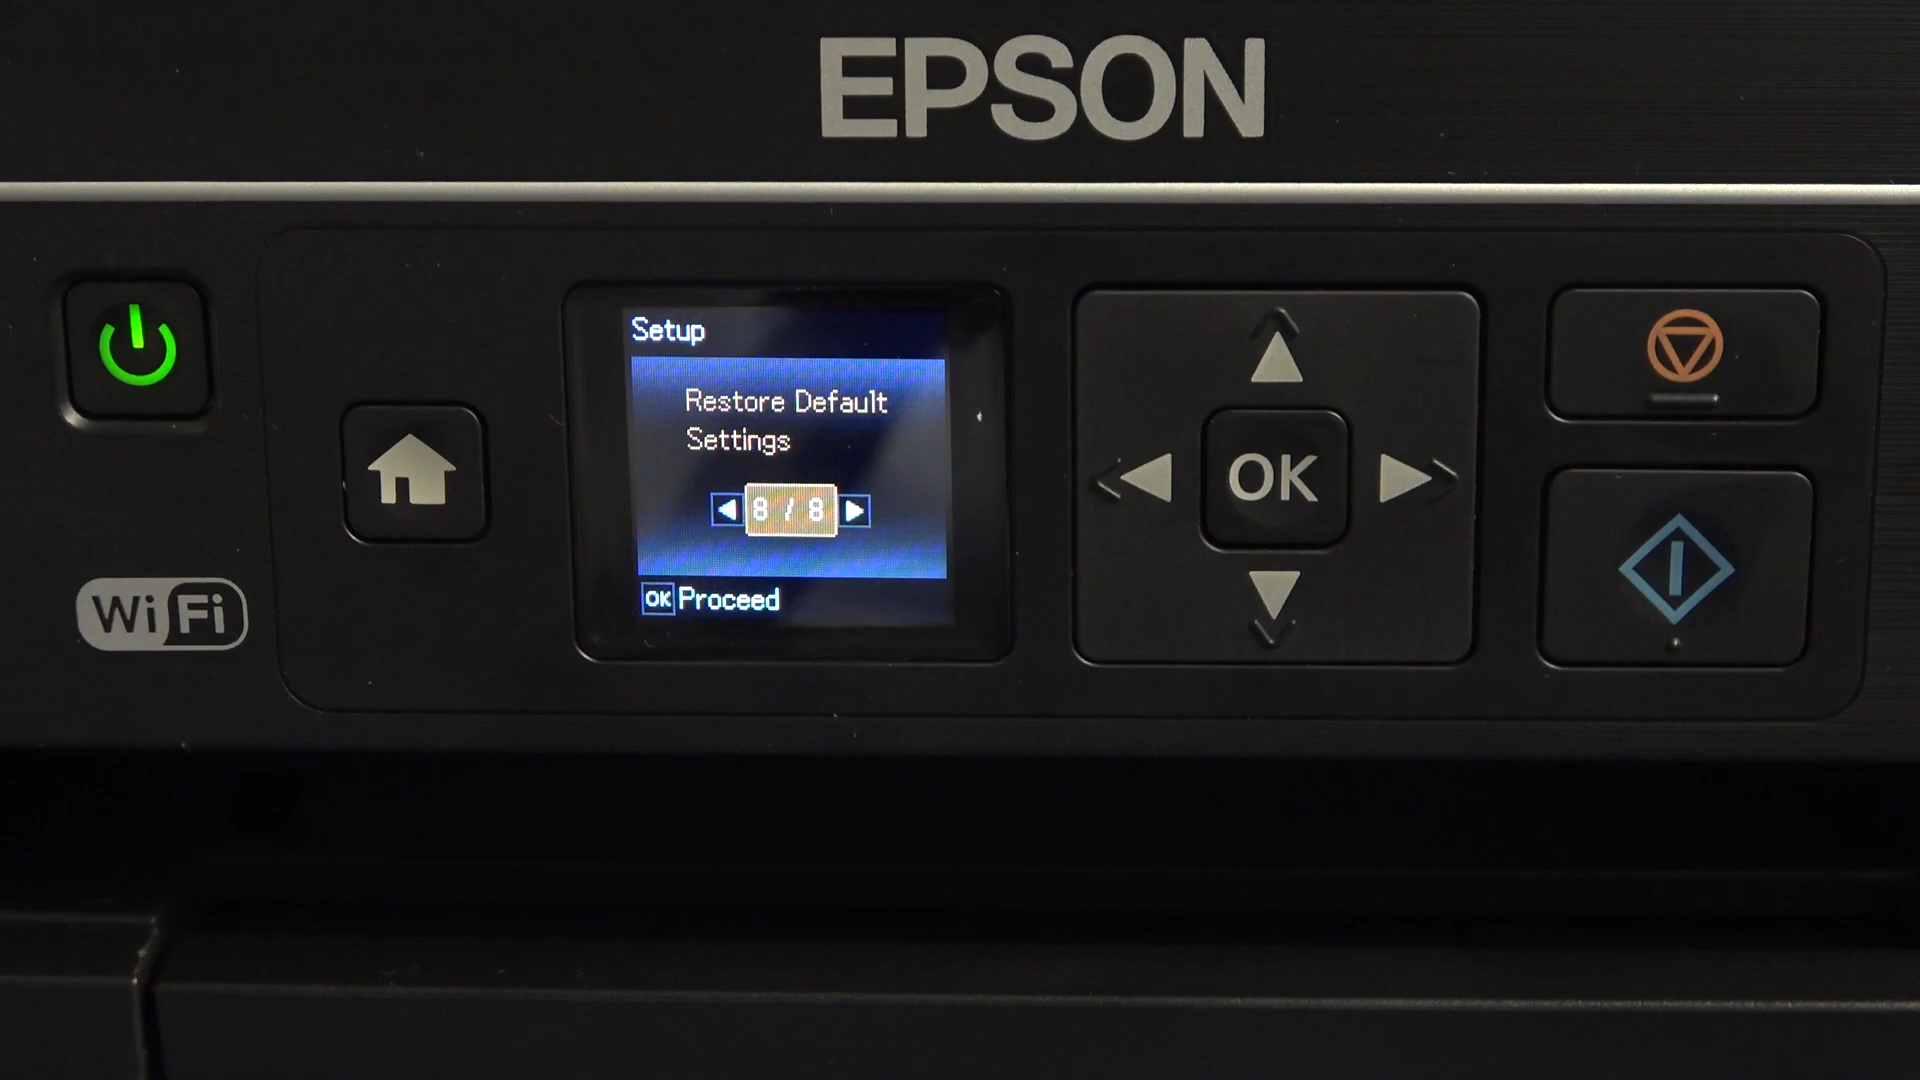 EPSON
Setup
Restore Default
Settings
8 / 8
OK Proceed
OK
Wi Fi